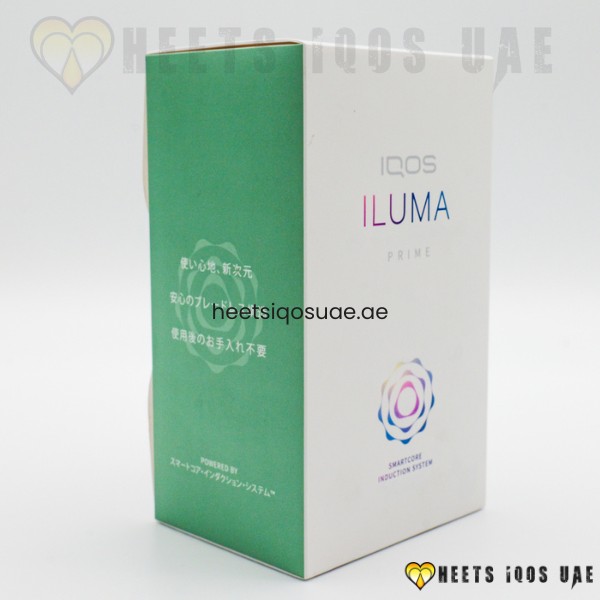 HEETS iQOS UAE
IQOS
ILUMA
PRIME
使い心地、新次元
安心のブレードレス
heetsiqosuae.ae
使用後のお手入れ不要
SMARTCORE
INDUCTION SYSTEM
POWERED BY
スマートコア・インダクション・システム™
HEETS iQOS UAE